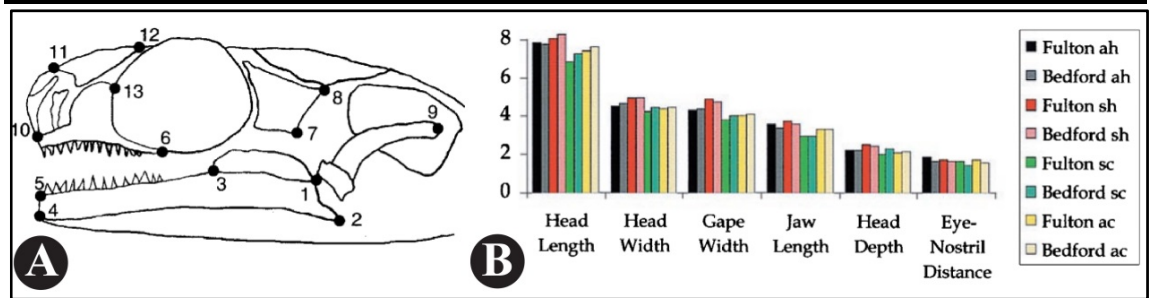 11
12
13
8
9
10
6
7
5
3
1
4
2
A
8
6
4
2
0
Head Length
Head Width
Gape Width
Jaw Length
Head Depth
Eye-Nostril Distance
B
Fulton ah
Bedford ah
Fulton sh
Bedford sh
Fulton sc
Bedford sc
Fulton ac
Bedford ac